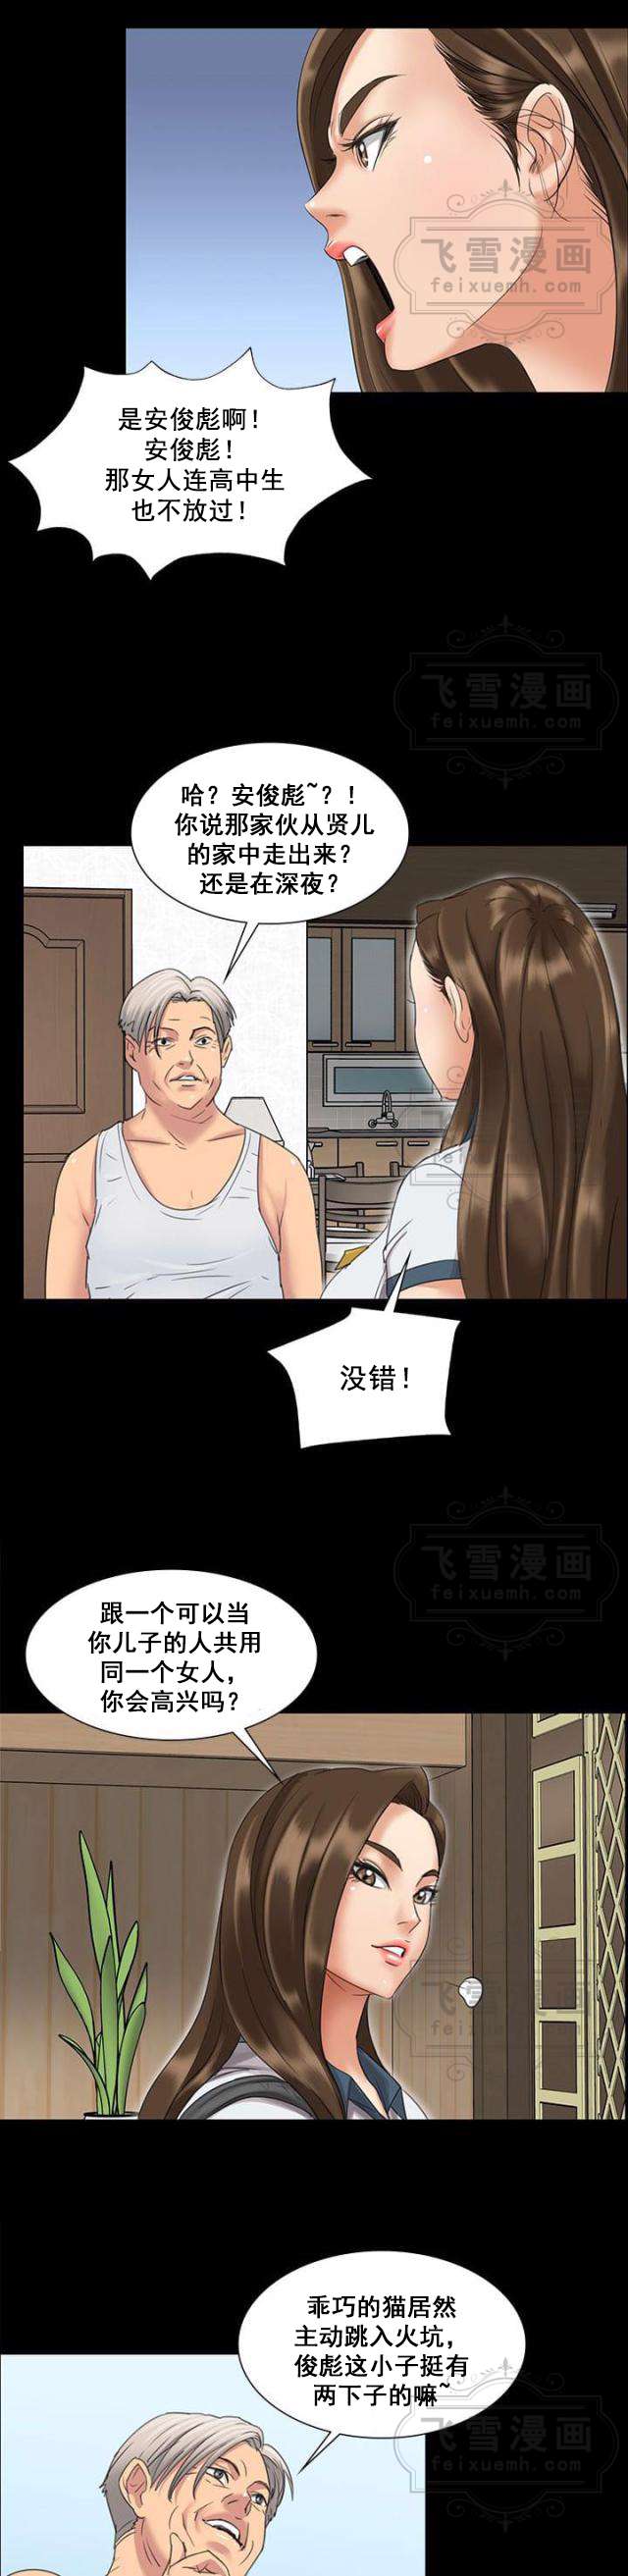 飞雪漫画
feixuemh.com
是安俊彪啊！
安俊彪！
那女人连高中生
也不放过！
飞雪漫画
feixuemh.com
哈？安俊彪~？！
你说那家伙从贤儿
的家中走出来？
还是在深夜？
没错！
飞雪漫画
feixuemh.com
跟一个可以当
你儿子的人共用
同一个女人，
你会高兴吗？
飞雪漫画
feixuemh.com
乖巧的猫居然
主动跳入火坑，
俊彪这小子挺有
两下子的嘛~
飞雪漫画
feixuemh.com